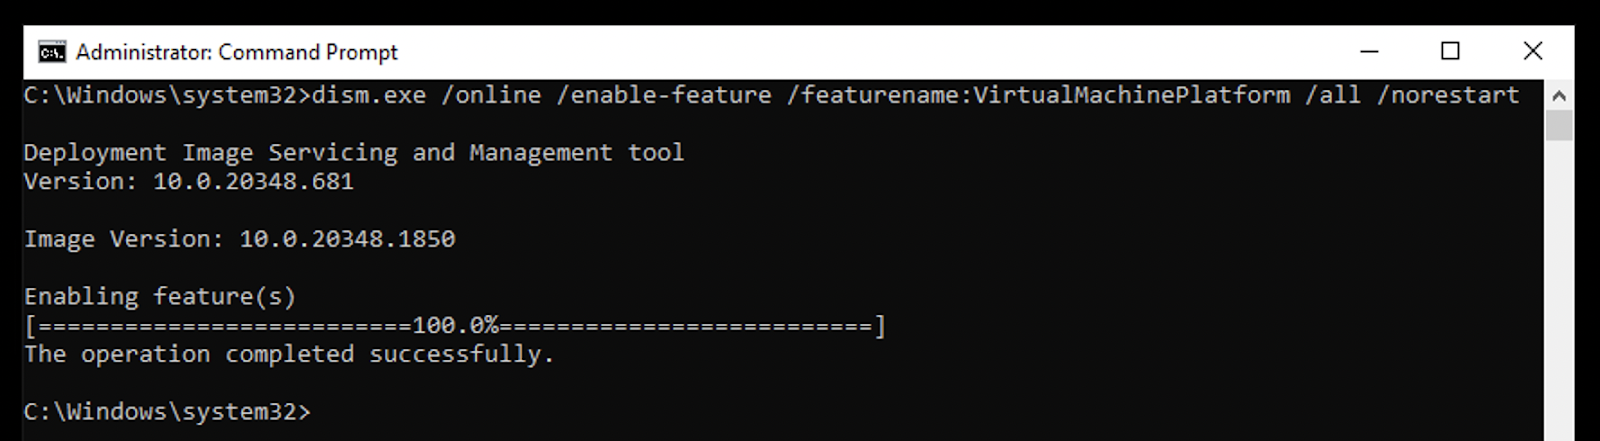 Administrator: Command Prompt
C:\Windows\system32>dism.exe /online /enable-feature /featurename:VirtualMachinePlatform /all /norestart
Deployment Image Servicing and Management tool
Version: 10.0.20348.681
Image Version: 10.0.20348.1850
Enabling feature(s)
[==========================100.0%==========================]
The operation completed successfully.
C:\Windows\system32>